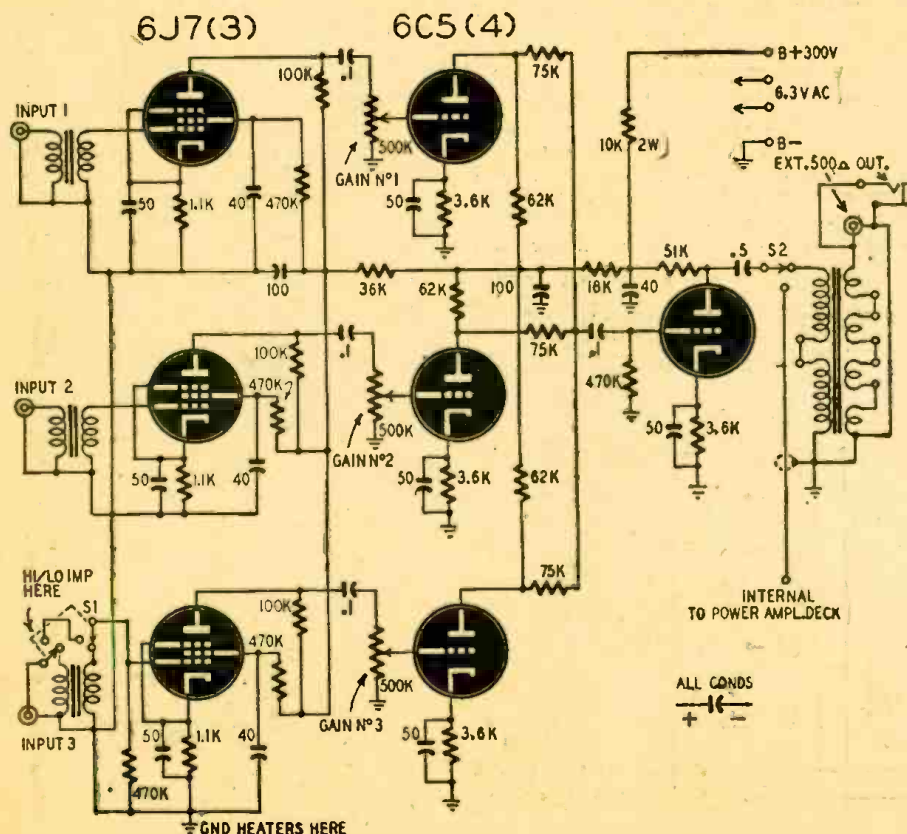 6J7(3)
6C5(4)
100K
.1
75K
B+300V
6.3V AC
B-
EXT.500Ω OUT.
INPUT 1
10K 2W
500K
GAIN Nº1
50
1.1K
40
470K
50
3.6K
62K
100
36K
62K
100
18K
40
51K
.5
S2
100K
.1
75K
.1
INPUT 2
470K
500K
GAIN Nº2
470K
50
3.6K
50
1.1K
40
50
3.6K
62K
HI/LO IMP
HERE
S1
75K
INTERNAL
TO POWER AMPL.DECK
100K
.1
470K
500K
GAIN Nº3
ALL CONDS
+ -
INPUT 3
50
1.1K
40
50
3.6K
470K
GND HEATERS HERE